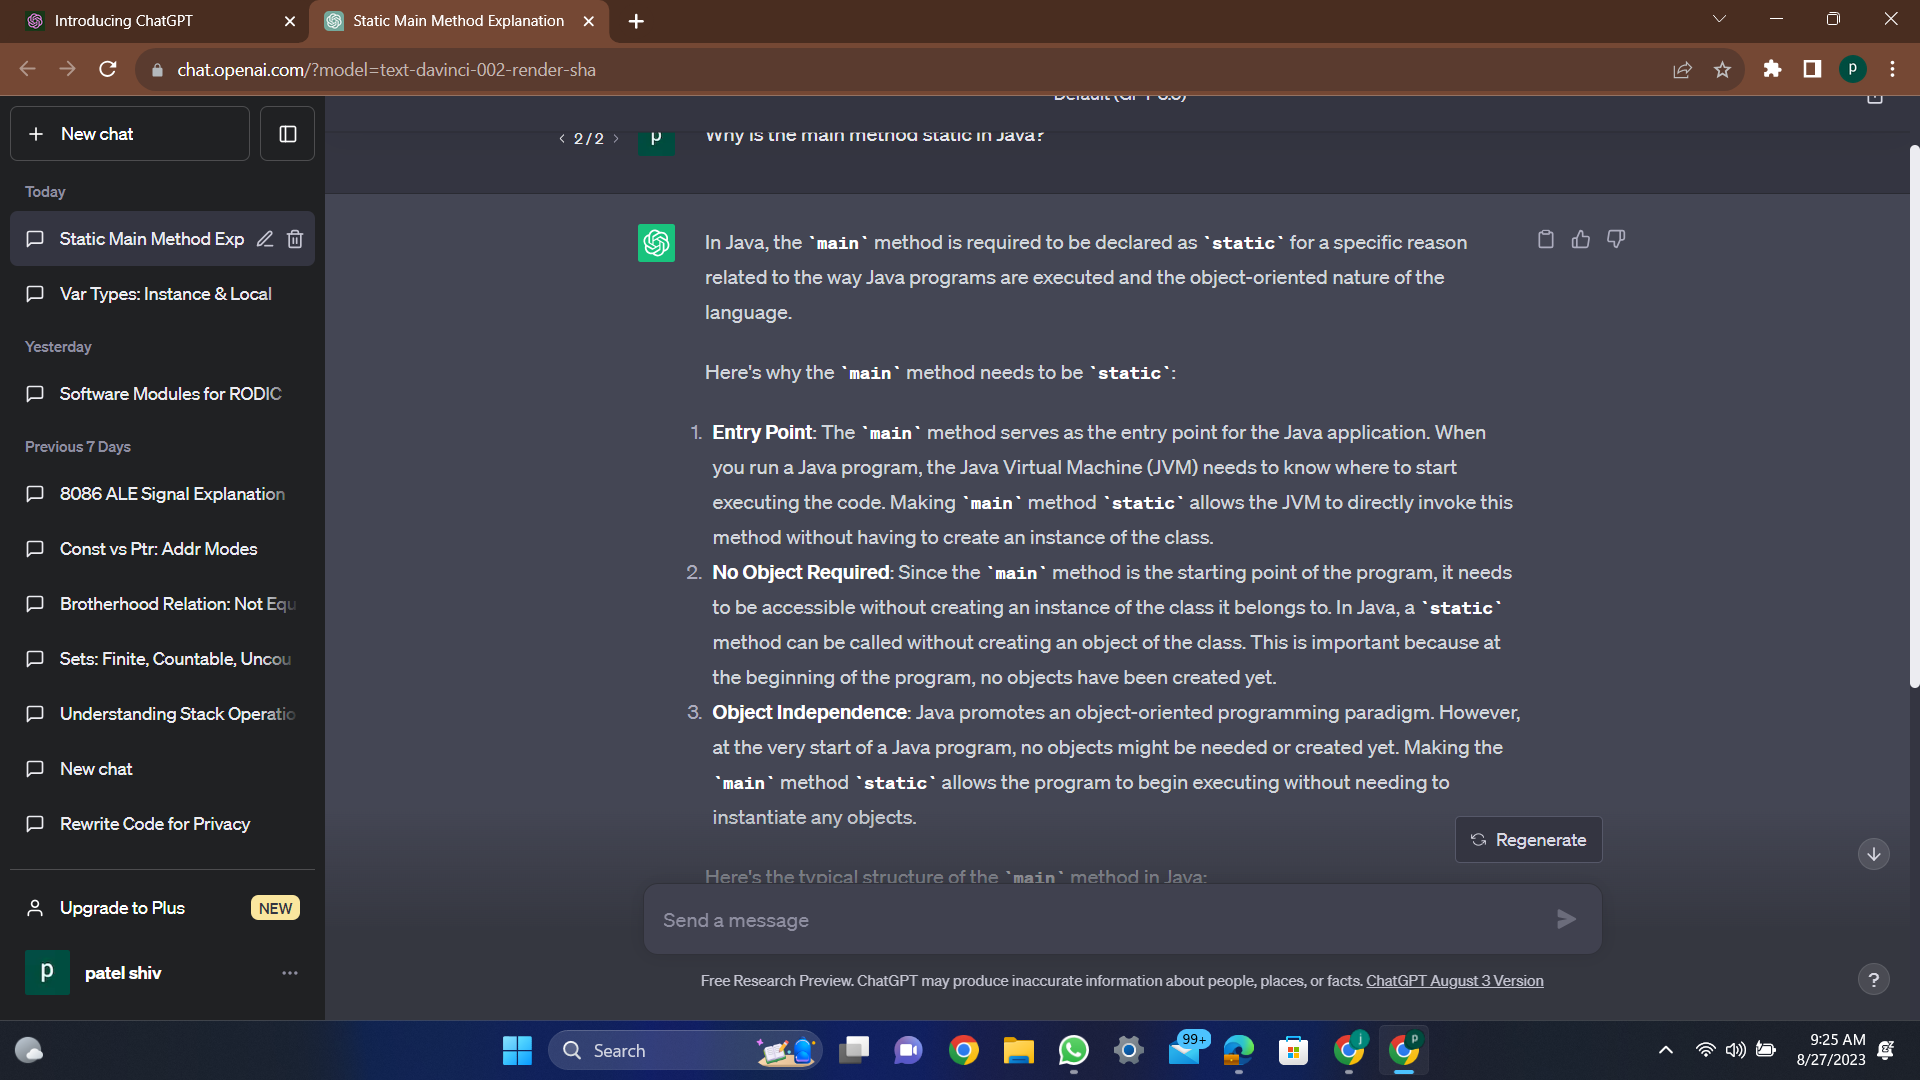 Introducing ChatGPT
Static Main Method Explanation
chat.openai.com/?model=text-davinci-002-render-sha
P
New chat
Today
Static Main Method Exp
Var Types: Instance & Local
Yesterday
Software Modules for RODIC
Previous 7 Days
8086 ALE Signal Explanation
Const vs Ptr: Addr Modes
Brotherhood Relation: Not Equ
Sets: Finite, Countable, Uncou
Understanding Stack Operatio
New chat
Rewrite Code for Privacy
Upgrade to Plus NEW
P patel shiv
Default (GPT-3.5)
< 2 / 2 > P Why is the main method static in Java?
In Java, the `main` method is required to be declared as `static` for a specific reason
related to the way Java programs are executed and the object-oriented nature of the
language.
Here's why the `main` method needs to be `static`:
1. Entry Point: The `main` method serves as the entry point for the Java application. When
you run a Java program, the Java Virtual Machine (JVM) needs to know where to start
executing the code. Making `main` method `static` allows the JVM to directly invoke this
method without having to create an instance of the class.
2. No Object Required: Since the `main` method is the starting point of the program, it needs
to be accessible without creating an instance of the class it belongs to. In Java, a `static`
method can be called without creating an object of the class. This is important because at
the beginning of the program, no objects have been created yet.
3. Object Independence: Java promotes an object-oriented programming paradigm. However,
at the very start of a Java program, no objects might be needed or created yet. Making the
`main` method `static` allows the program to begin executing without needing to
instantiate any objects.
Regenerate
Here's the typical structure of the `main` method in Java:
Send a message
Free Research Preview. ChatGPT may produce inaccurate information about people, places, or facts. ChatGPT August 3 Version
?
Search
99+
j
P
9:25 AM
8/27/2023